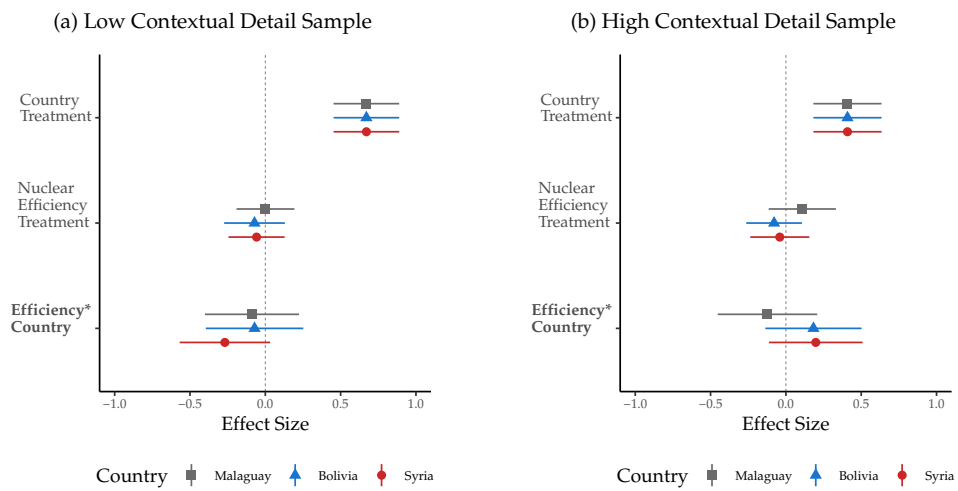 (a) Low Contextual Detail Sample
Country
Treatment
Nuclear
Efficiency
Treatment
Efficiency*
Country
−1.0 −0.5 0.0 0.5 1.0
Effect Size
Country Malaguay Bolivia Syria
(b) High Contextual Detail Sample
Country
Treatment
Nuclear
Efficiency
Treatment
Efficiency*
Country
−1.0 −0.5 0.0 0.5 1.0
Effect Size
Country Malaguay Bolivia Syria